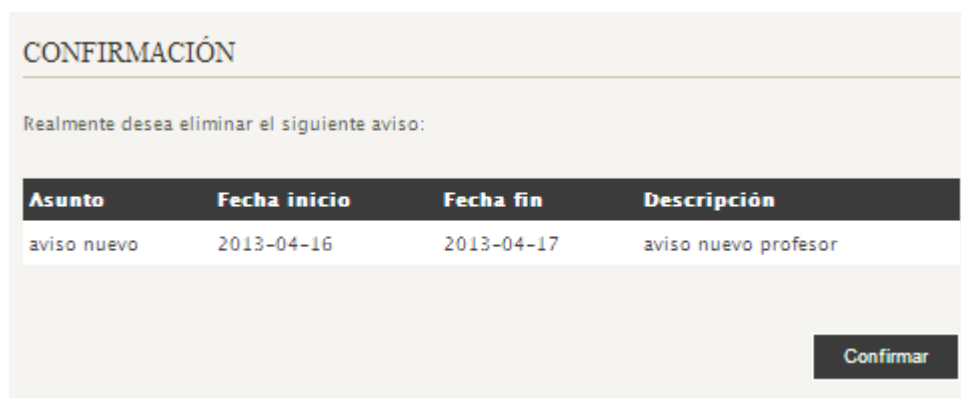 CONFIRMACIÓN
Realmente desea eliminar el siguiente aviso:
Asunto Fecha inicio Fecha fin Descripción
aviso nuevo 2013-04-16 2013-04-17 aviso nuevo profesor
Confirmar